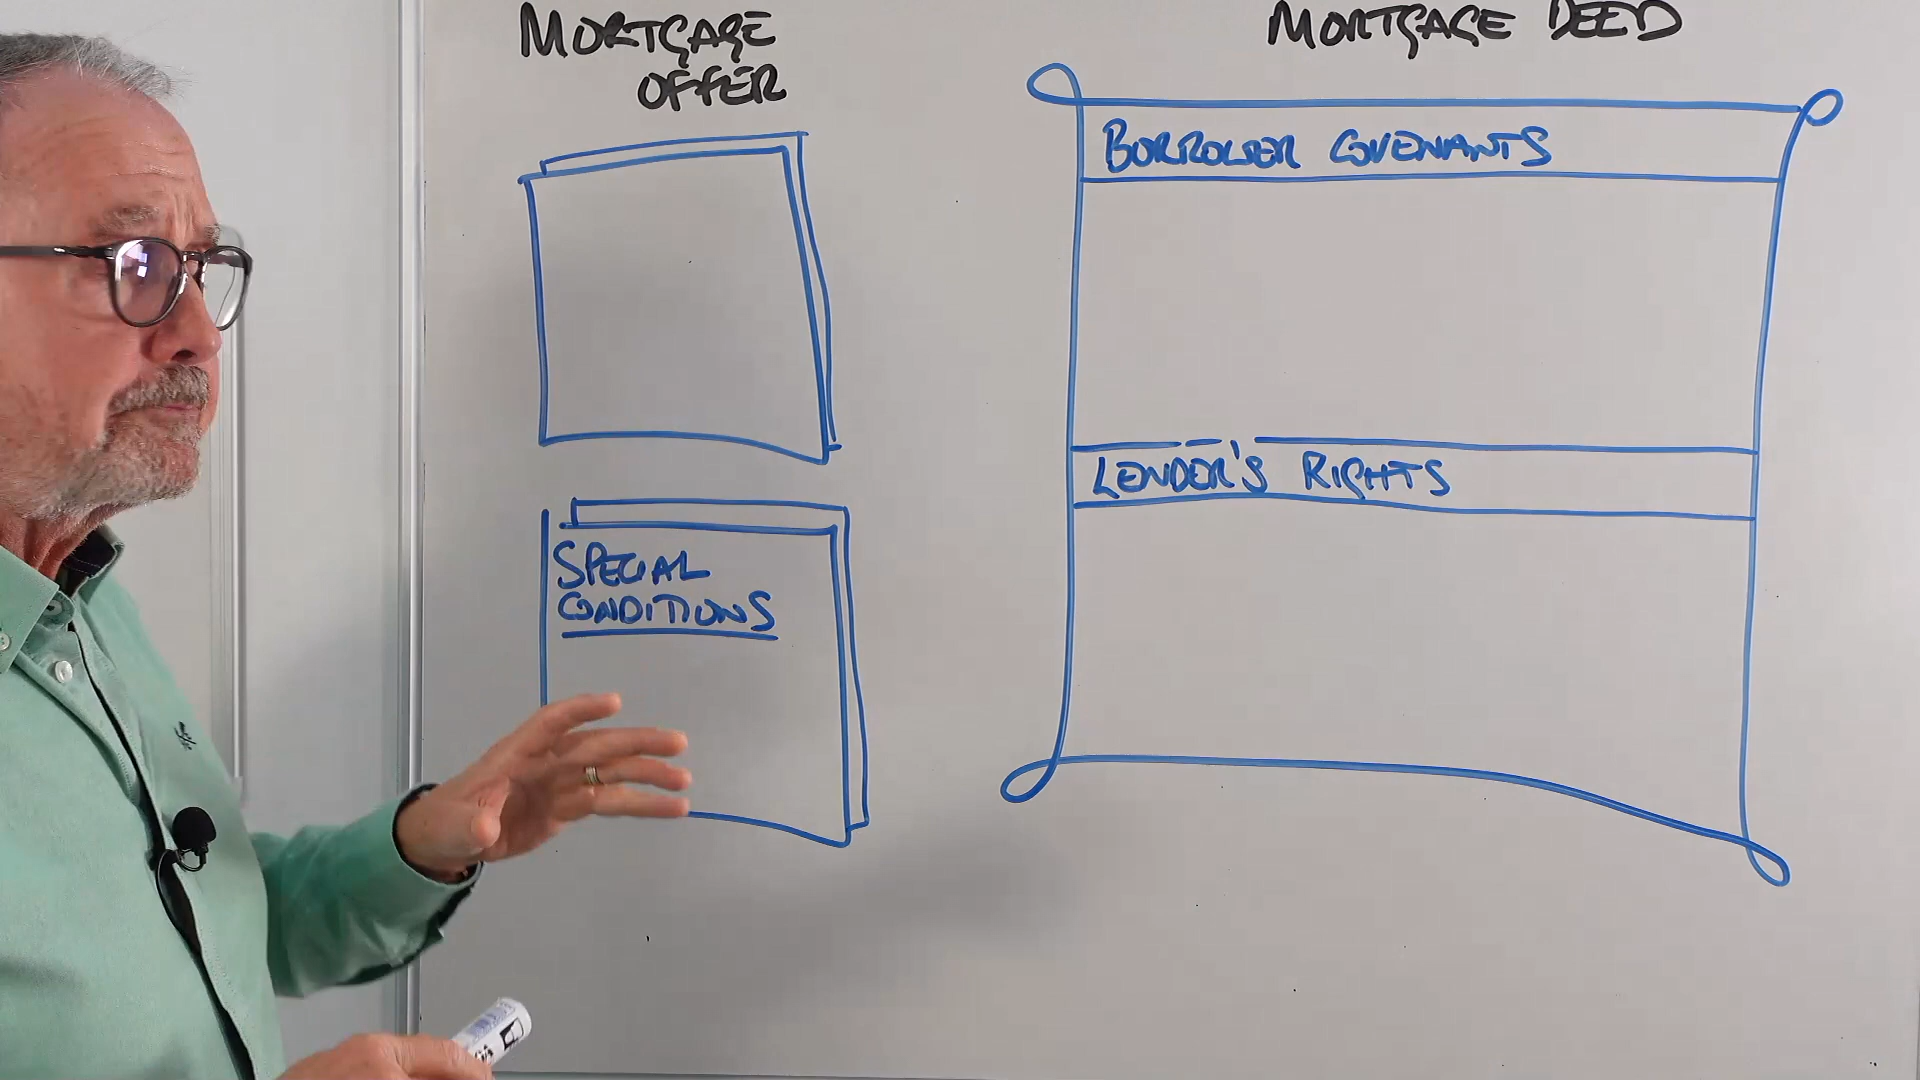 MORTGAGE
OFFER
SPECIAL
CONDITIONS
MORTGAGE DEED
BORROWER COVENANTS
LENDER'S RIGHTS